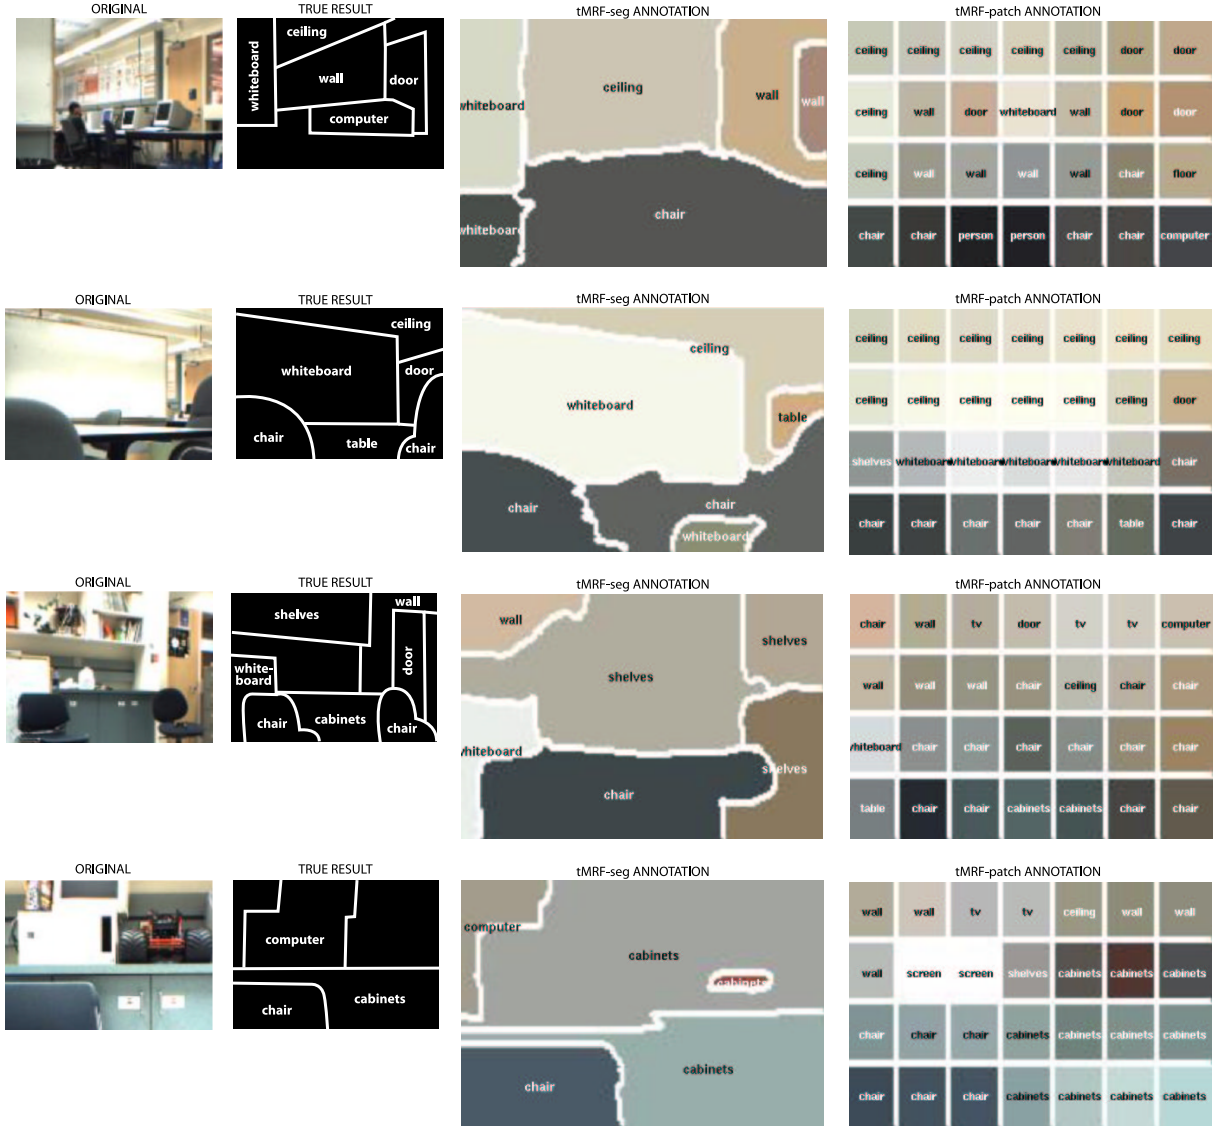 ORIGINAL TRUE RESULT tMRF-seg ANNOTATION tMRF-patch ANNOTATION
whiteboard
ceiling
wall
door
computer
whiteboard
ceiling
wall
wall
chair
whiteboard
ceiling ceiling ceiling ceiling ceiling door door
ceiling wall door whiteboard wall door door
ceiling wall wall wall wall chair floor
chair chair person person chair chair computer
ORIGINAL TRUE RESULT tMRF-seg ANNOTATION tMRF-patch ANNOTATION
ceiling
whiteboard
door
chair
table
chair
ceiling
whiteboard
table
chair
chair
whiteboard
ceiling ceiling ceiling ceiling ceiling ceiling ceiling
ceiling ceiling ceiling ceiling ceiling ceiling door
shelves whiteboard whiteboard whiteboard whiteboard whiteboard chair
chair chair chair chair chair table chair
ORIGINAL TRUE RESULT tMRF-seg ANNOTATION tMRF-patch ANNOTATION
shelves
wall
white-
board
door
chair
cabinets
chair
wall
shelves
shelves
whiteboard
shelves
chair
chair wall tv door tv tv computer
wall wall wall chair ceiling chair chair
whiteboard chair chair chair chair chair chair
table chair chair cabinets cabinets chair chair
ORIGINAL TRUE RESULT tMRF-seg ANNOTATION tMRF-patch ANNOTATION
computer
chair
cabinets
computer
cabinets
cabinets
cabinets
chair
wall wall tv tv ceiling wall wall
wall screen screen shelves cabinets cabinets cabinets
chair chair chair cabinets cabinets cabinets cabinets
chair chair chair cabinets cabinets cabinets cabinets